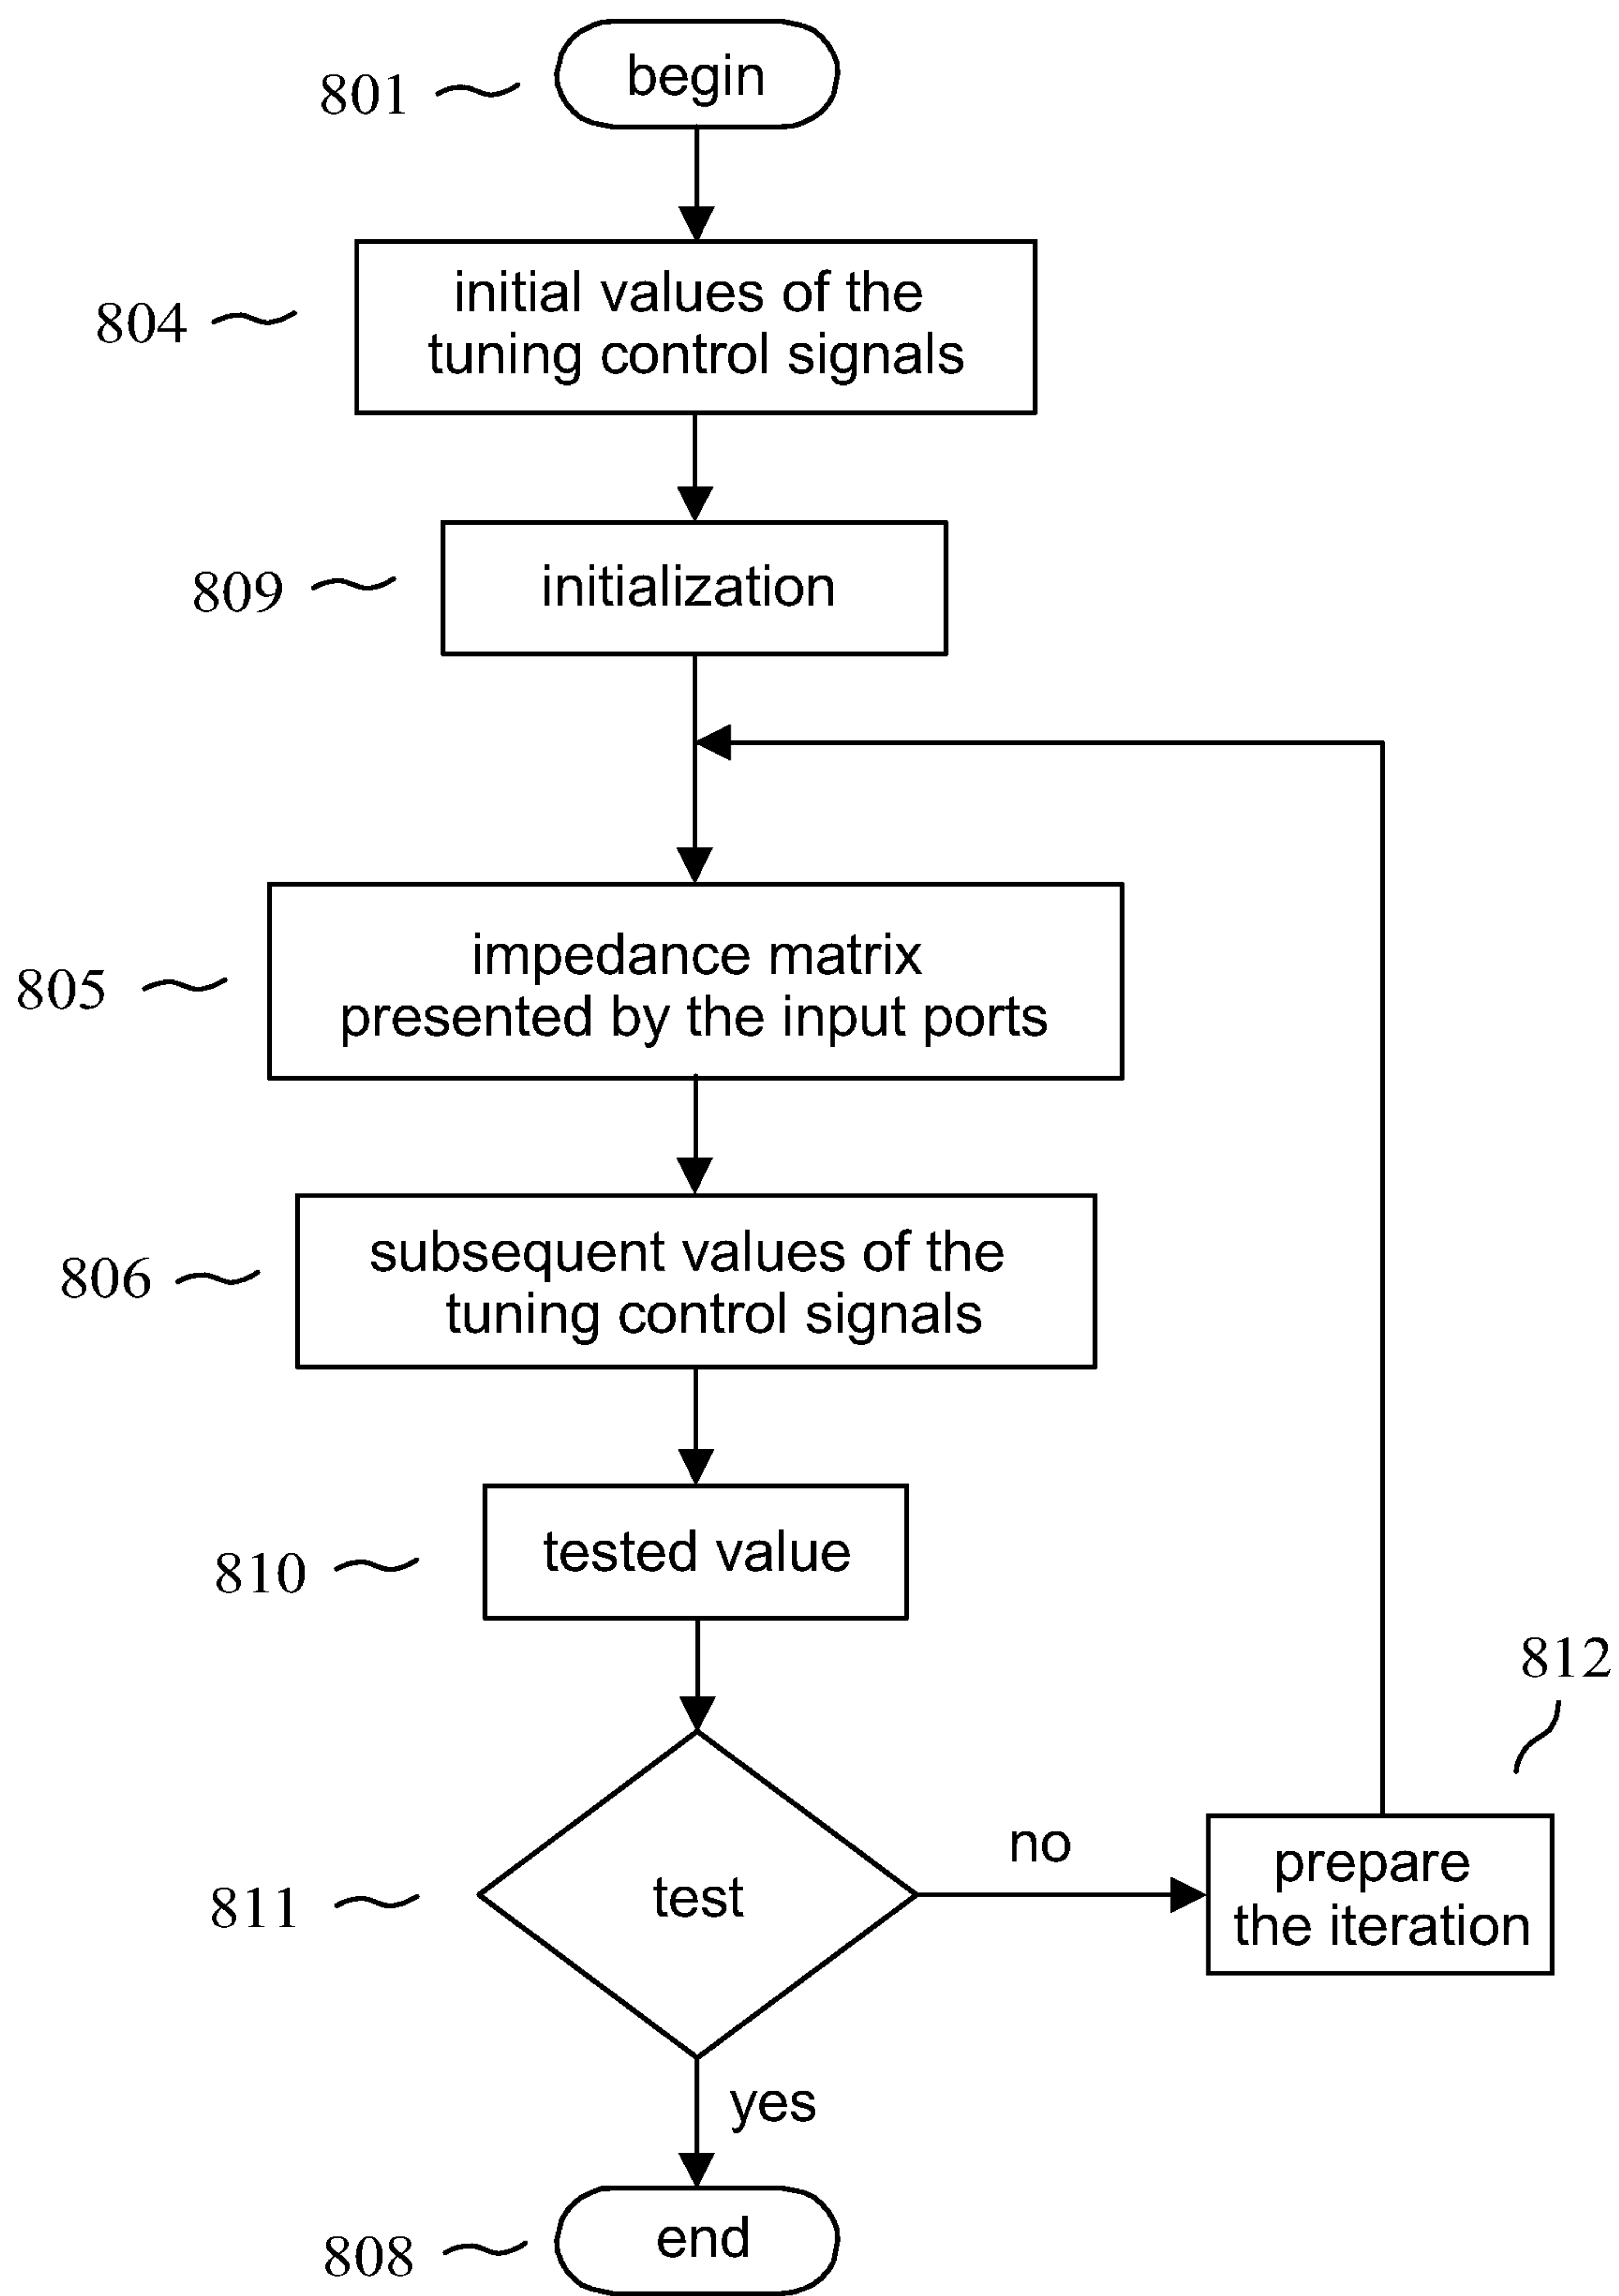 801
begin
804
initial values of the
tuning control signals
809
initialization
805
impedance matrix
presented by the input ports
806
subsequent values of the
tuning control signals
810
tested value
811
test
no
812
prepare
the iteration
yes
808
end